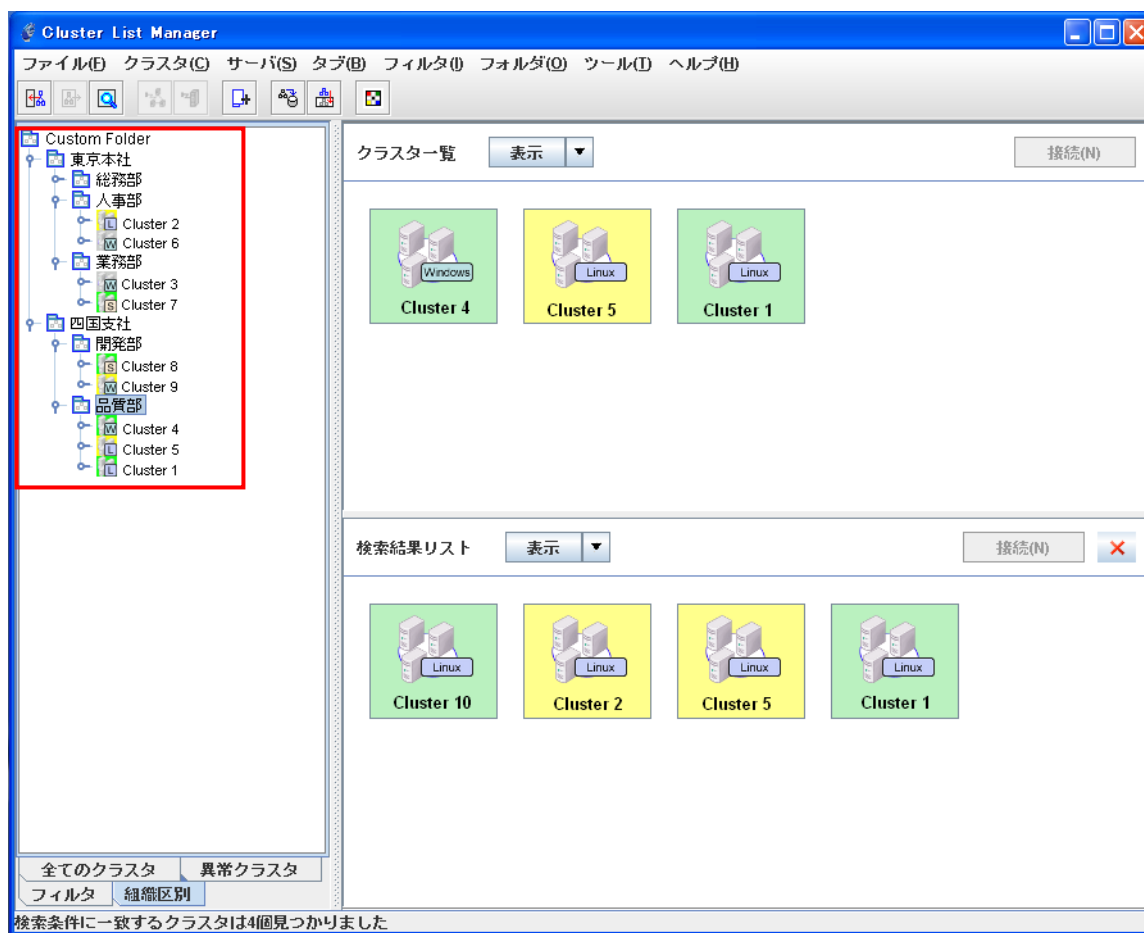 Cluster List Manager
ファイル(F) クラスタ(C) サーバ(S) タブ(B) フィルタ(I) フォルダ(O) ツール(T) ヘルプ(H)
Custom Folder
東京本社
総務部
人事部
L Cluster 2
W Cluster 6
業務部
W Cluster 3
S Cluster 7
四国支社
開発部
S Cluster 8
W Cluster 9
品質部
W Cluster 4
L Cluster 5
L Cluster 1
全てのクラスタ 異常クラスタ
フィルタ 組織区別
クラスター覧 表示 接続(N)
Windows Linux Linux
Cluster 4 Cluster 5 Cluster 1
検索結果リスト 表示 接続(N)
Linux Linux Linux Linux
Cluster 10 Cluster 2 Cluster 5 Cluster 1
検索条件に一致するクラスタは4個見つかりました